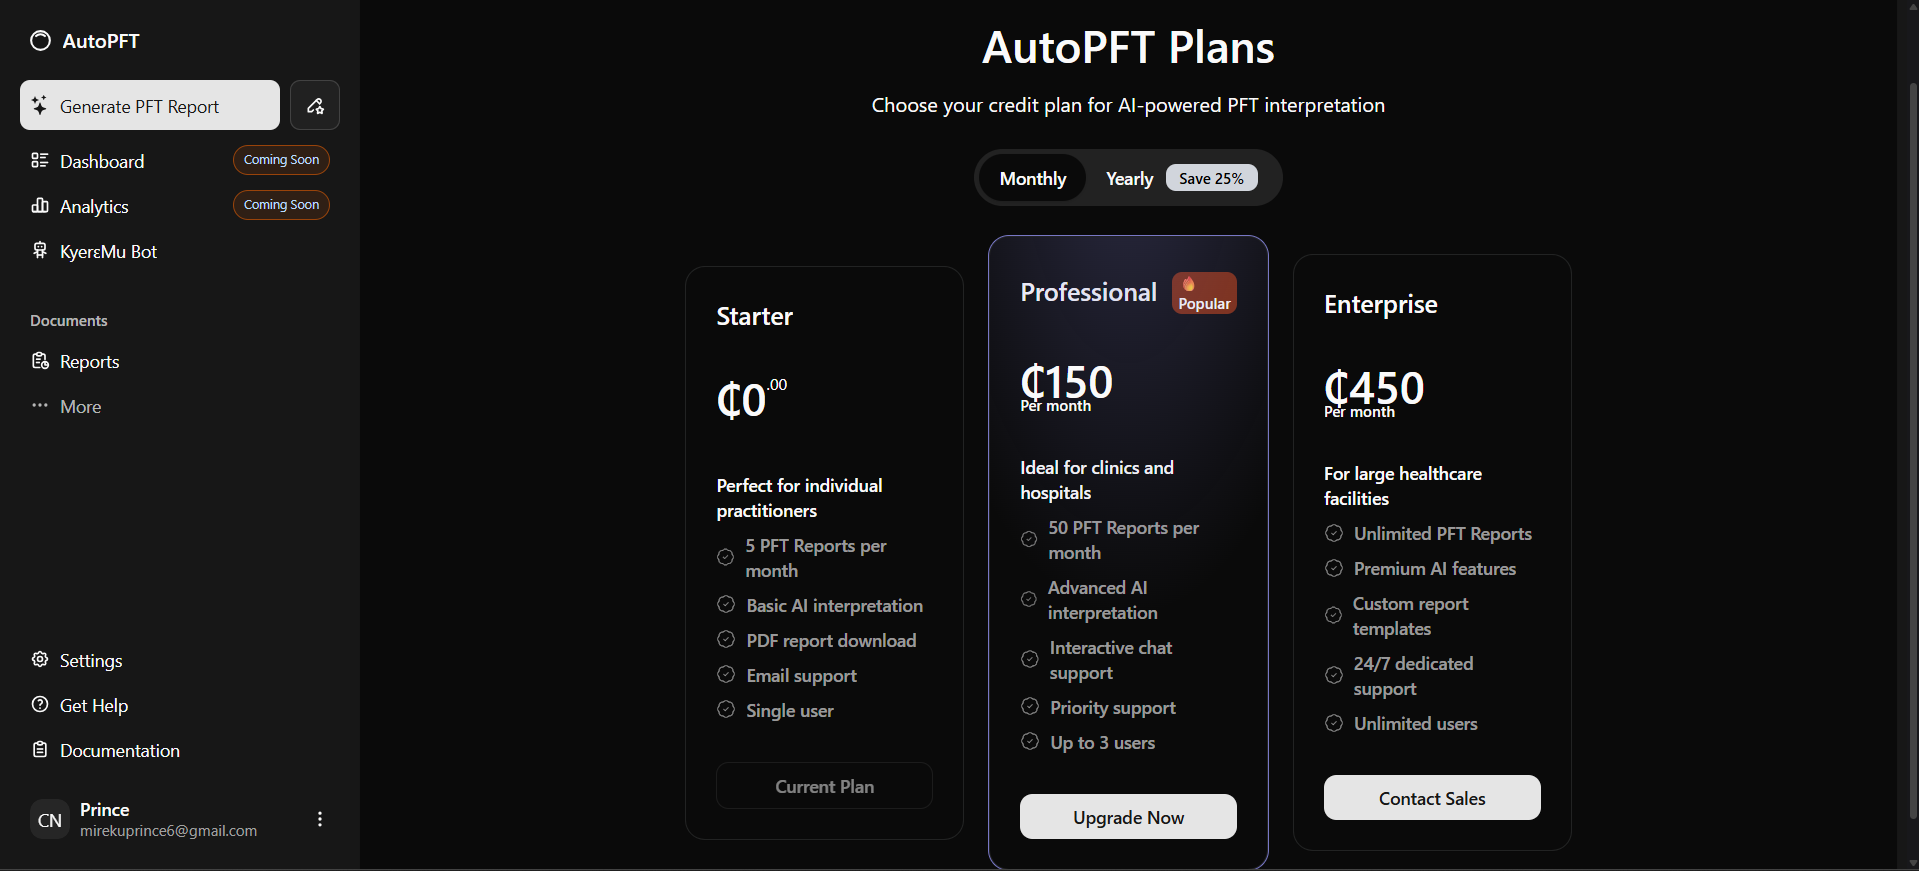 AutoPFT
Generate PFT Report
Dashboard
Coming Soon
Analytics
Coming Soon
KyerɛMu Bot
Documents
Reports
More
Settings
Get Help
Documentation
CN
Prince
mirekuprince6@gmail.com
AutoPFT Plans
Choose your credit plan for AI-powered PFT interpretation
Monthly
Yearly
Save 25%
Starter
₵0.00
Perfect for individual
practitioners
5 PFT Reports per
month
Basic AI interpretation
PDF report download
Email support
Single user
Current Plan
Professional
🔥
Popular
₵150
Per month
Ideal for clinics and
hospitals
50 PFT Reports per
month
Advanced AI
interpretation
Interactive chat
support
Priority support
Up to 3 users
Upgrade Now
Enterprise
₵450
Per month
For large healthcare
facilities
Unlimited PFT Reports
Premium AI features
Custom report
templates
24/7 dedicated
support
Unlimited users
Contact Sales